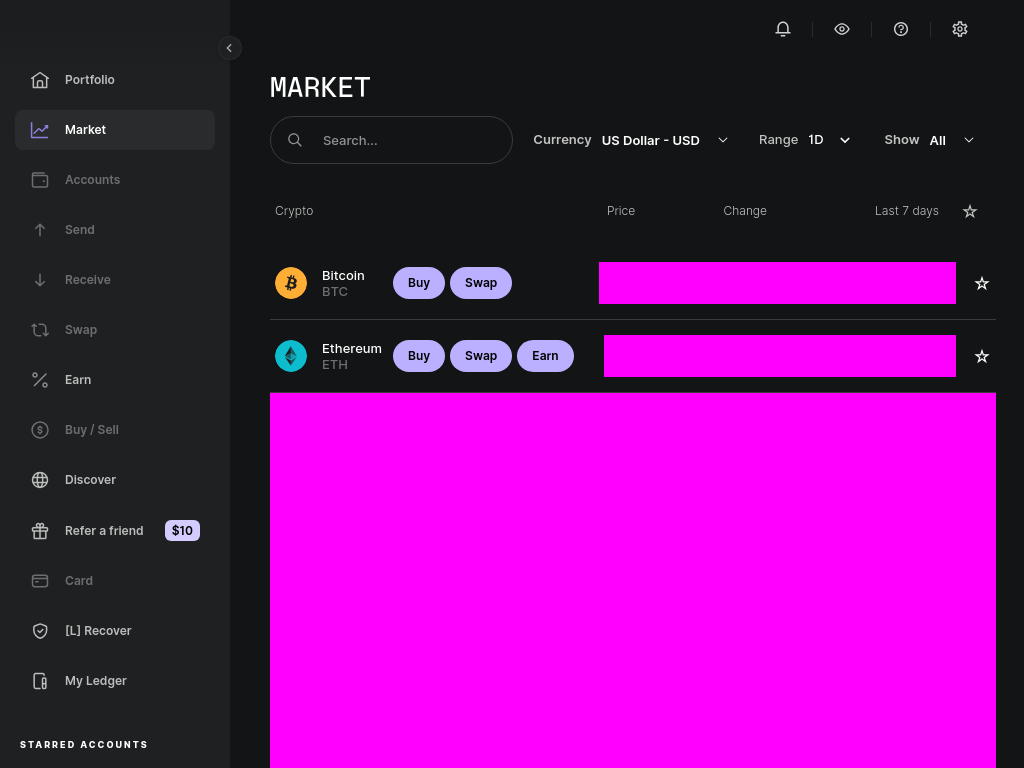 Portfolio
Market
Accounts
Send
Receive
Swap
Earn
Buy / Sell
Discover
Refer a friend $10
Card
[L] Recover
My Ledger
STARRED ACCOUNTS
MARKET
Search...
Currency US Dollar - USD
Range 1D
Show All
Crypto Price Change Last 7 days
Bitcoin
BTC
Buy Swap
Ethereum
ETH
Buy Swap Earn